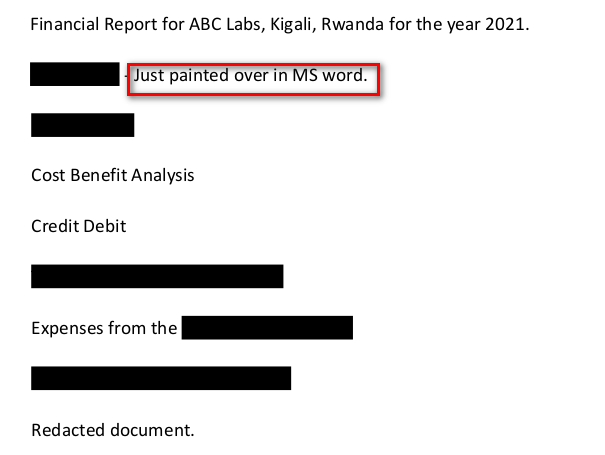 Financial Report for ABC Labs, Kigali, Rwanda for the year 2021.
- Just painted over in MS word.
Cost Benefit Analysis
Credit Debit
Expenses from the
Redacted document.